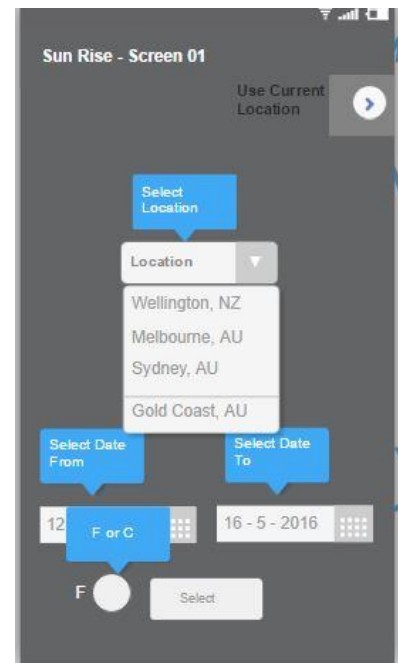 Sun Rise - Screen 01
Use Current
Location
Select
Location
Location
Wellington, NZ
Melbourne, AU
Sydney, AU
Gold Coast, AU
Select Date
From
Select Date
To
12
16 - 5 - 2016
F or C
F
Select